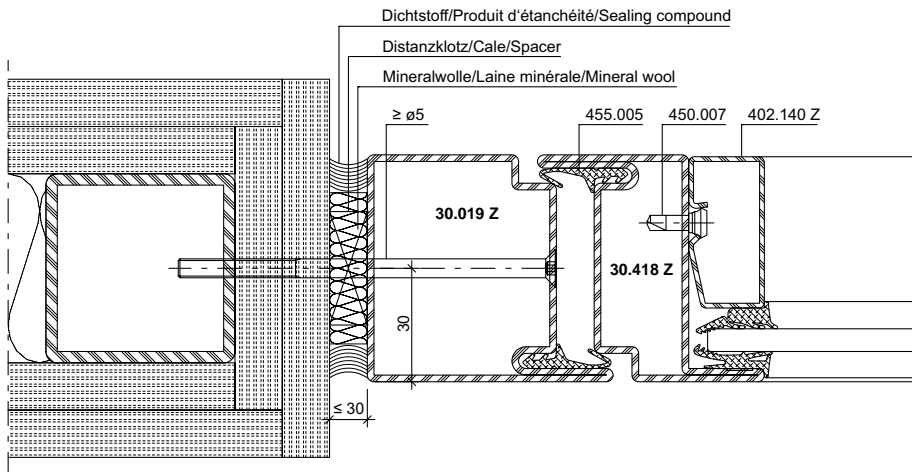 Dichtstoff/Produit d'étanchéité/Sealing compound
Distanzklotz/Cale/Spacer
Mineralwolle/Laine minérale/Mineral wool
≥ ø5
455.005
450.007
402.140 Z
30.019 Z
30.418 Z
30
≤ 30